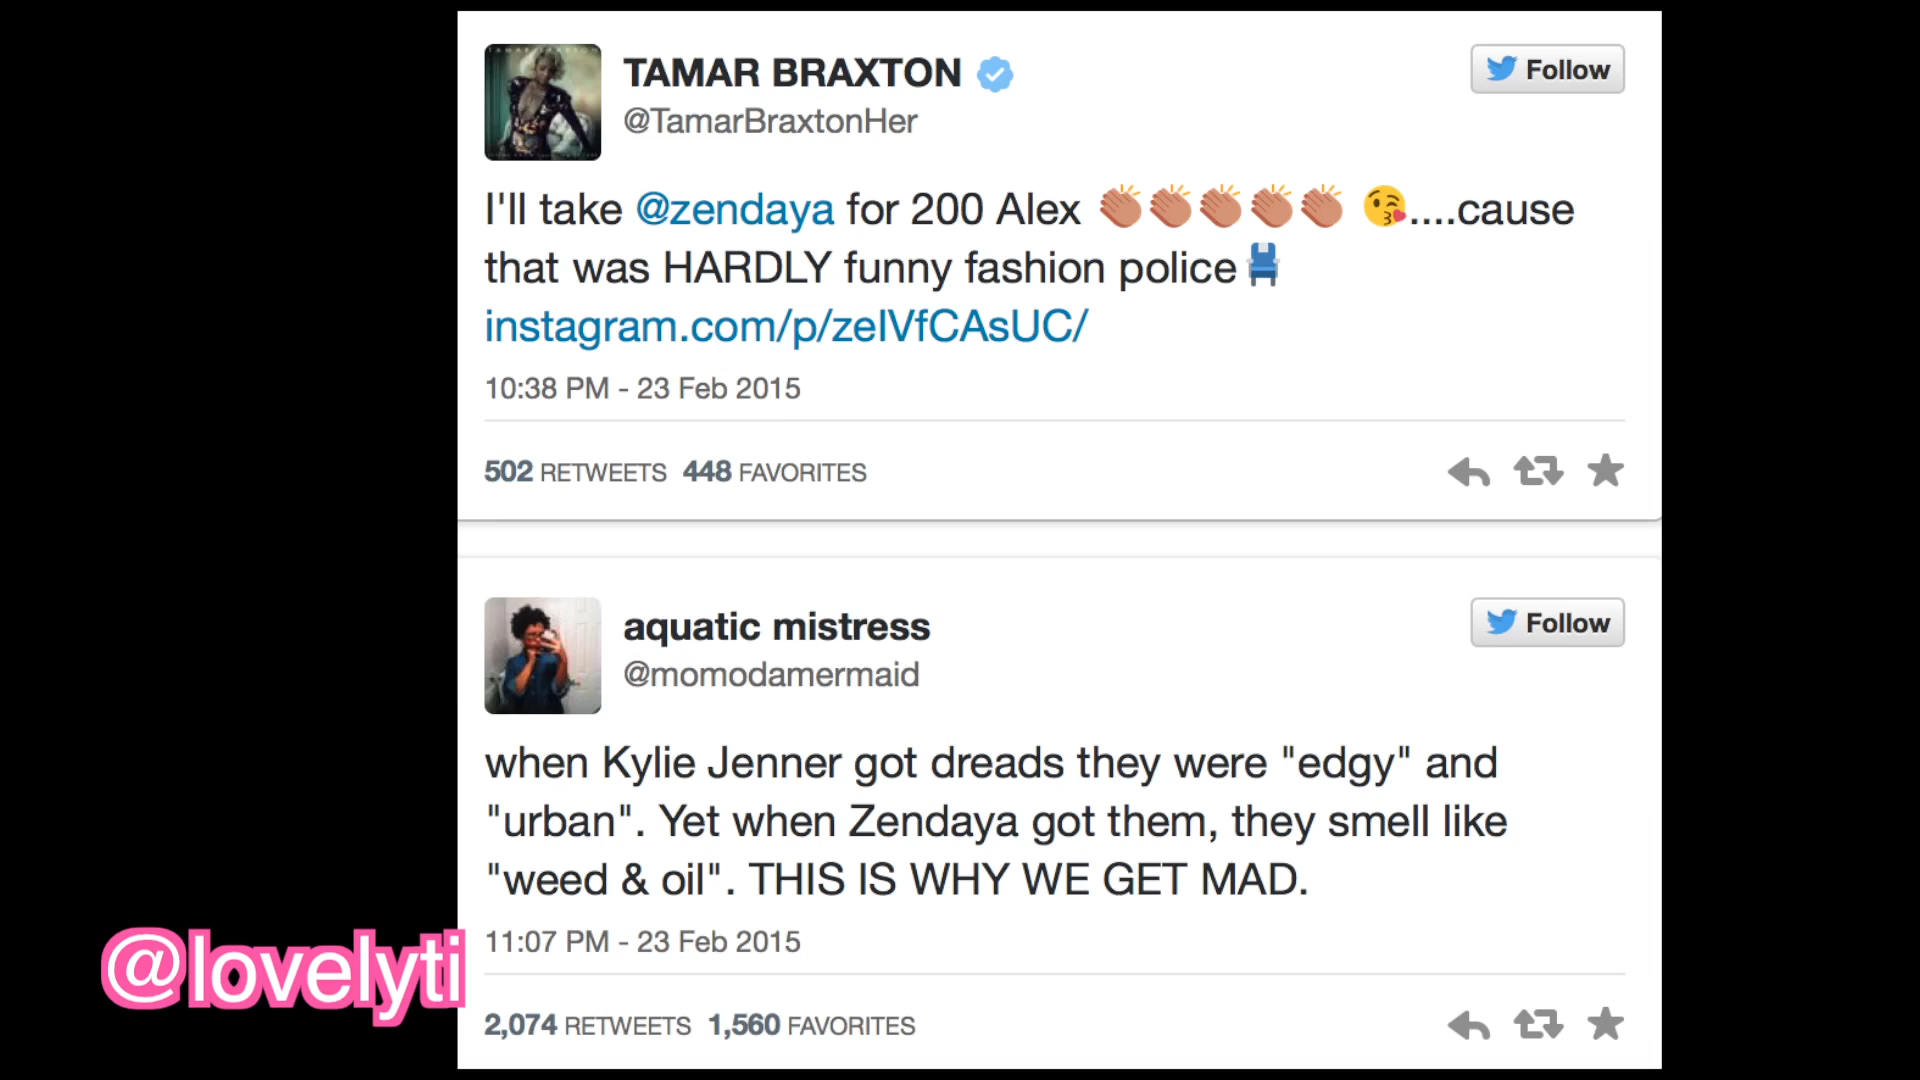 TAMAR BRAXTON
Follow
@TamarBraxtonHer
I'll take @zendaya for 200 Alex 👏👏👏👏👏 😘....cause
that was HARDLY funny fashion police💺
instagram.com/p/zeIVfCAsUC/
10:38 PM - 23 Feb 2015
502 RETWEETS 448 FAVORITES
aquatic mistress
Follow
@momodamermaid
when Kylie Jenner got dreads they were "edgy" and
"urban". Yet when Zendaya got them, they smell like
"weed & oil". THIS IS WHY WE GET MAD.
11:07 PM - 23 Feb 2015
2,074 RETWEETS 1,560 FAVORITES
@lovelyti